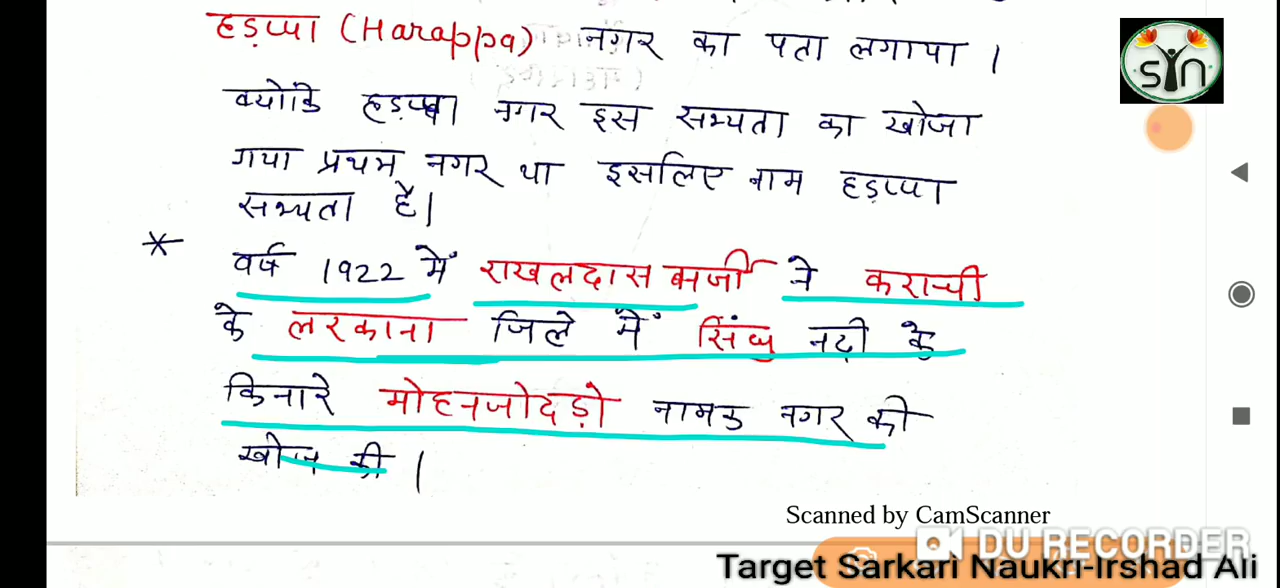 हड़प्पा (Harappa) नगर का पता लगाया ।
क्योंकि हड़प्पा नगर इस सभ्यता का खोजा
गया प्रथम नगर था इसलिए नाम हड़प्पा
सभ्यता है।
* वर्ष 1922 में राखलदास बनर्जी ने कराची
के लरकाना जिले में सिंधु नदी के
किनारे मोहनजोदड़ो नामक नगर की
खोज की |
SYN
Scanned by CamScanner
DU RECORDER
Target Sarkari Naukri-Irshad Ali